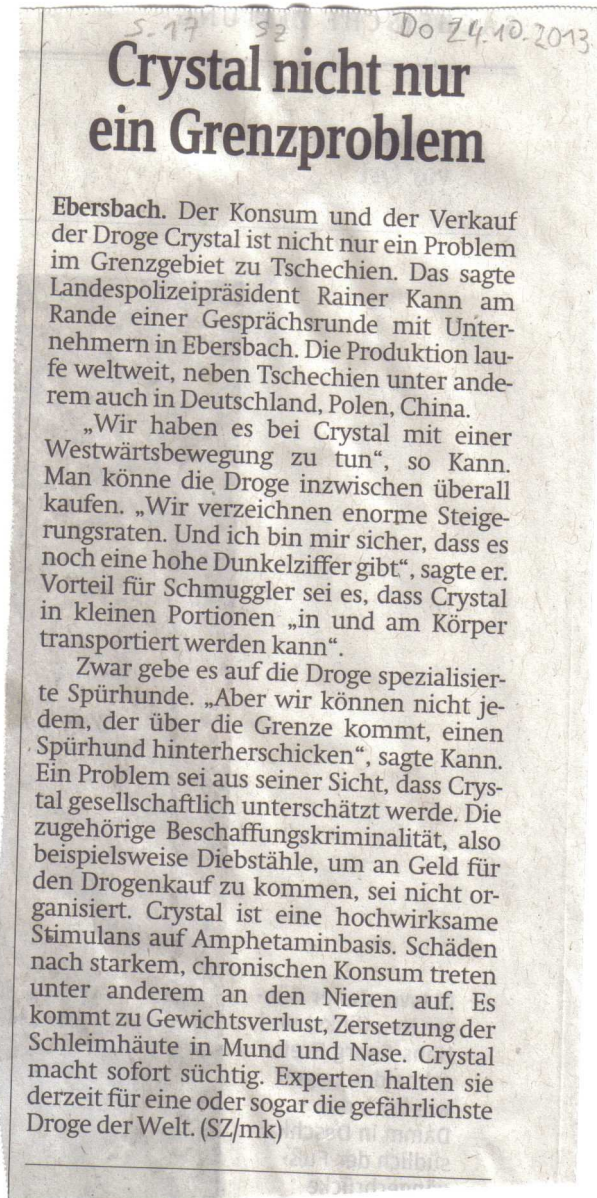 S. 17 SZ Do 24.10.2013
Crystal nicht nur
ein Grenzproblem
Ebersbach. Der Konsum und der Verkauf
der Droge Crystal ist nicht nur ein Problem
im Grenzgebiet zu Tschechien. Das sagte
Landespolizeipräsident Rainer Kann am
Rande einer Gesprächsrunde mit Unter-
nehmern in Ebersbach. Die Produktion lau-
fe weltweit, neben Tschechien unter ande-
rem auch in Deutschland, Polen, China.
„Wir haben es bei Crystal mit einer
Westwärtsbewegung zu tun“, so Kann.
Man könne die Droge inzwischen überall
kaufen. „Wir verzeichnen enorme Steige-
rungsraten. Und ich bin mir sicher, dass es
noch eine hohe Dunkelziffer gibt“, sagte er.
Vorteil für Schmuggler sei es, dass Crystal
in kleinen Portionen „in und am Körper
transportiert werden kann“.
Zwar gebe es auf die Droge spezialisier-
te Spürhunde. „Aber wir können nicht je-
dem, der über die Grenze kommt, einen
Spürhund hinterherschicken“, sagte Kann.
Ein Problem sei aus seiner Sicht, dass Crys-
tal gesellschaftlich unterschätzt werde. Die
zugehörige Beschaffungskriminalität, also
beispielsweise Diebstähle, um an Geld für
den Drogenkauf zu kommen, sei nicht or-
ganisiert. Crystal ist eine hochwirksame
Stimulans auf Amphetaminbasis. Schäden
nach starkem, chronischen Konsum treten
unter anderem an den Nieren auf. Es
kommt zu Gewichtsverlust, Zersetzung der
Schleimhäute in Mund und Nase. Crystal
macht sofort süchtig. Experten halten sie
derzeit für eine oder sogar die gefährlichste
Droge der Welt. (SZ/mk)